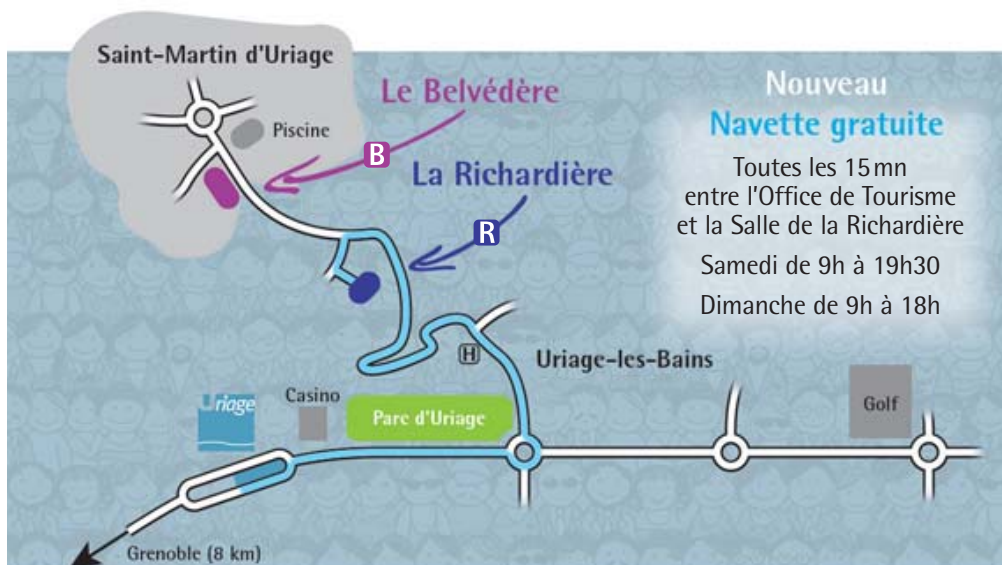 Saint-Martin d'Uriage
Piscine
Le Belvédère
B
La Richardière
R
Nouveau
Navette gratuite
Toutes les 15mn
entre l'Office de Tourisme
et la Salle de la Richardière
Samedi de 9h à 19h30
Dimanche de 9h à 18h
H
Uriage-les-Bains
Uriage
Casino
Parc d'Uriage
Golf
Grenoble (8 km)